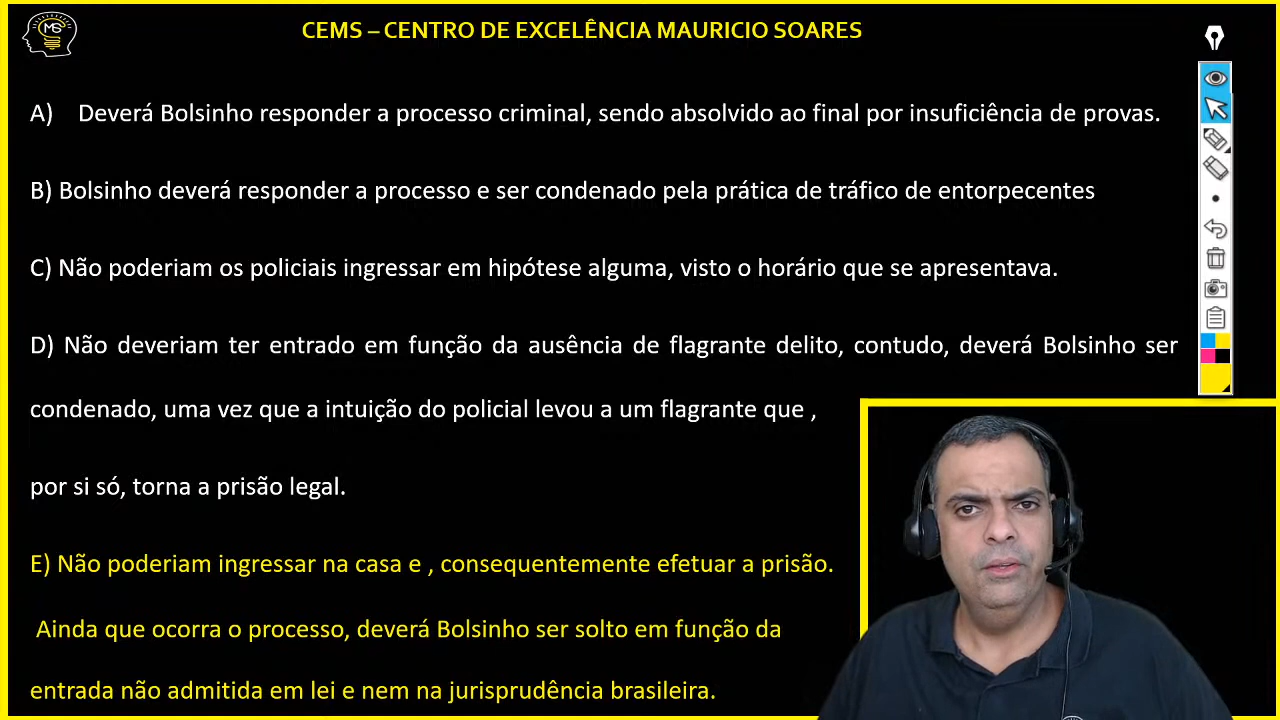 MS
CEMS – CENTRO DE EXCELÊNCIA MAURICIO SOARES
A) Deverá Bolsinho responder a processo criminal, sendo absolvido ao final por insuficiência de provas.
B) Bolsinho deverá responder a processo e ser condenado pela prática de tráfico de entorpecentes
C) Não poderiam os policiais ingressar em hipótese alguma, visto o horário que se apresentava.
D) Não deveriam ter entrado em função da ausência de flagrante delito, contudo, deverá Bolsinho ser
condenado, uma vez que a intuição do policial levou a um flagrante que ,
por si só, torna a prisão legal.
E) Não poderiam ingressar na casa e , consequentemente efetuar a prisão.
Ainda que ocorra o processo, deverá Bolsinho ser solto em função da
entrada não admitida em lei e nem na jurisprudência brasileira.